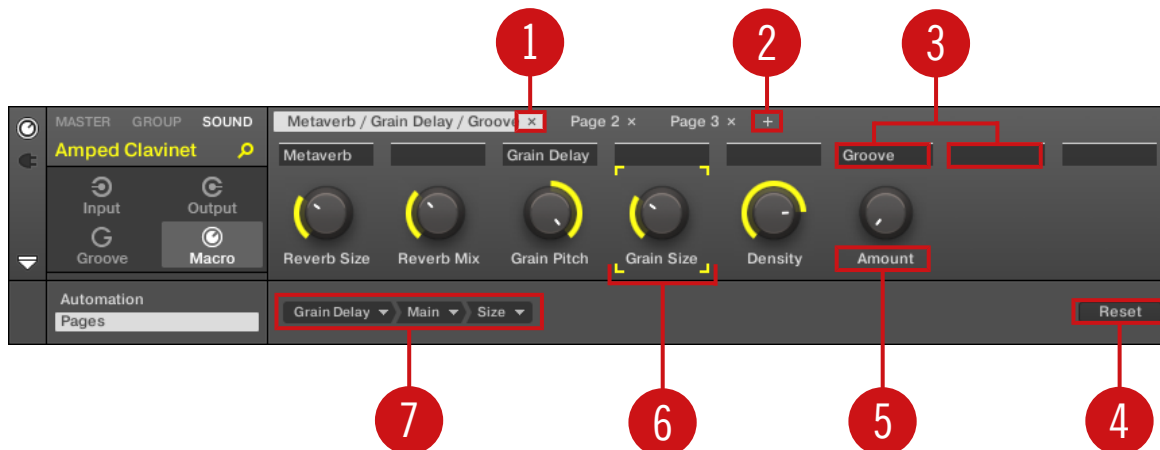 1 2 3
MASTER GROUP SOUND
Metaverb / Grain Delay / Groove × Page 2 × Page 3 × +
Amped Clavinet
Metaverb Grain Delay Groove
Input Output
Groove Macro
Reverb Size Reverb Mix Grain Pitch Grain Size Density Amount
Automation
Pages
Grain Delay Main Size Reset
7 6 5 4